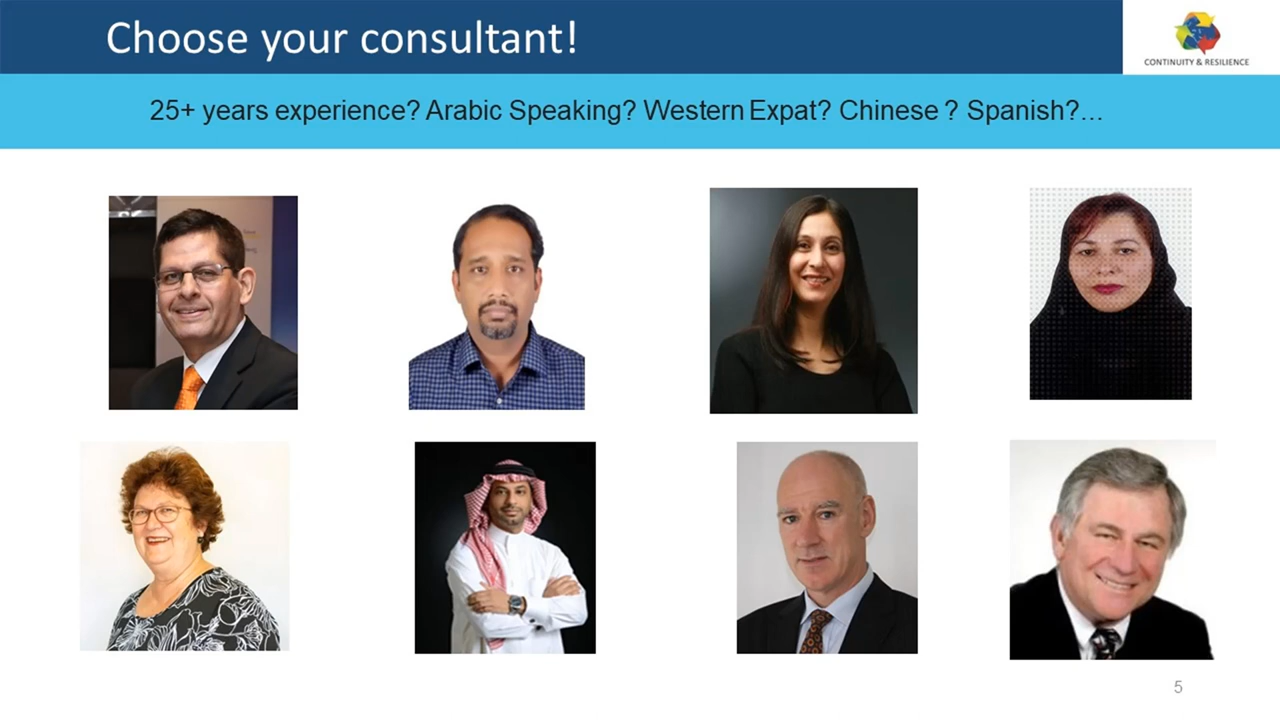 Choose your consultant!
CONTINUITY & RESILIENCE
25+ years experience? Arabic Speaking? Western Expat? Chinese ? Spanish?...
5